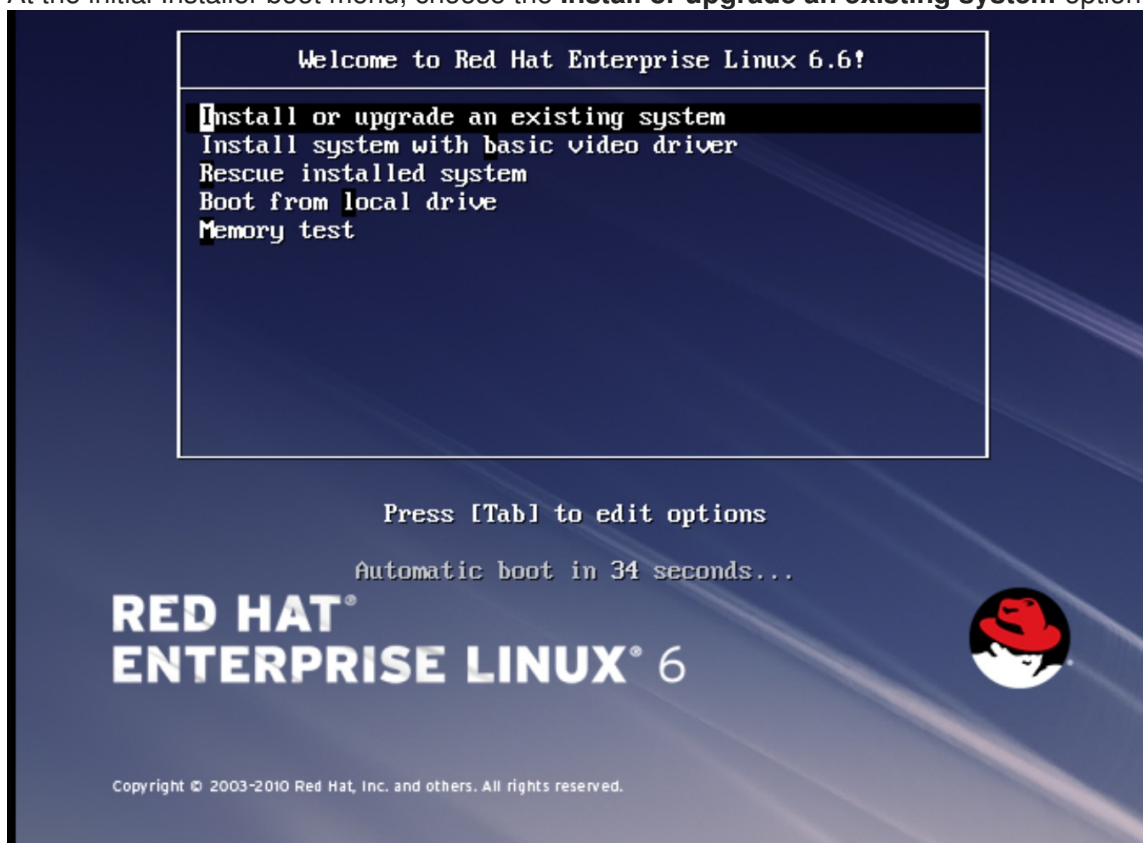 At the initial installer boot menu, choose the Install or upgrade an existing system option
Welcome to Red Hat Enterprise Linux 6.6!
Install or upgrade an existing system
Install system with basic video driver
Rescue installed system
Boot from local drive
Memory test
Press [Tab] to edit options
Automatic boot in 34 seconds...
RED HAT®
ENTERPRISE LINUX® 6
Copyright © 2003-2010 Red Hat, Inc. and others. All rights reserved.